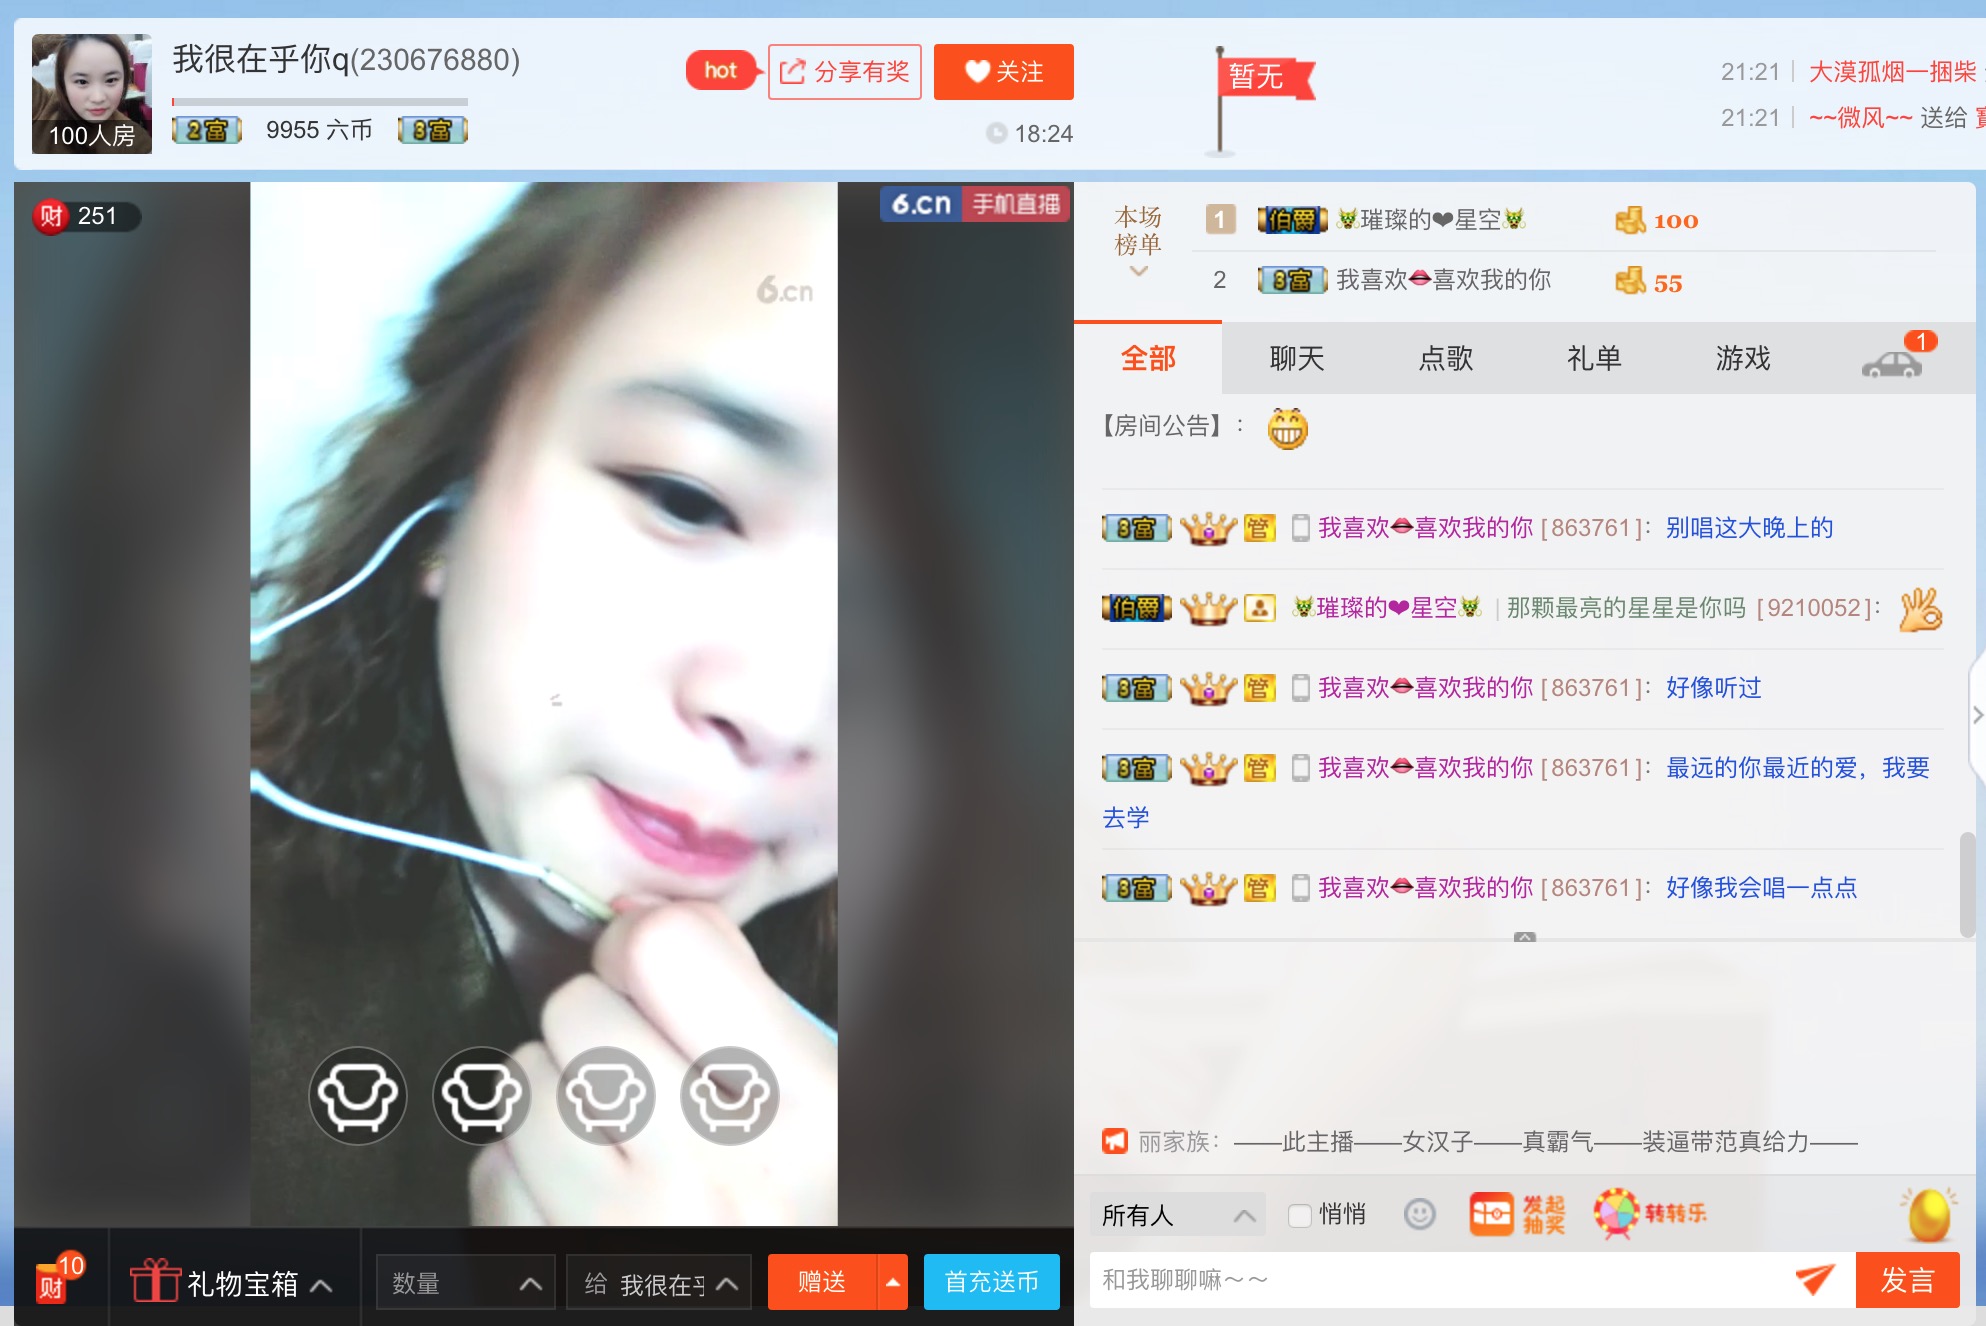 我很在乎你q(230676880)
100人房
2富 9955 六币 3富
hot
分享有奖
关注
18:24
暂无
21:21 大漠孤烟一捆柴
21:21 ~~微风~~ 送给
财 251
6.cn 手机直播
6.cn
本场
榜单
1 伯爵 璀璨的❤星空 100
2 3富 我喜欢👄喜欢我的你 55
全部 聊天 点歌 礼单 游戏 1
【房间公告】:
3富 管 我喜欢👄喜欢我的你 [863761]: 别唱这大晚上的
伯爵 璀璨的❤星空 | 那颗最亮的星星是你吗 [9210052]:
3富 管 我喜欢👄喜欢我的你 [863761]: 好像听过
3富 管 我喜欢👄喜欢我的你 [863761]: 最远的你最近的爱，我要
去学
3富 管 我喜欢👄喜欢我的你 [863761]: 好像我会唱一点点
丽家族: ——此主播——女汉子——真霸气——装逼带范真给力——
所有人 悄悄 发起抽奖 转转乐
和我聊聊嘛～～ 发言
财 10 礼物宝箱 数量 给 我很在乎 赠送 首充送币